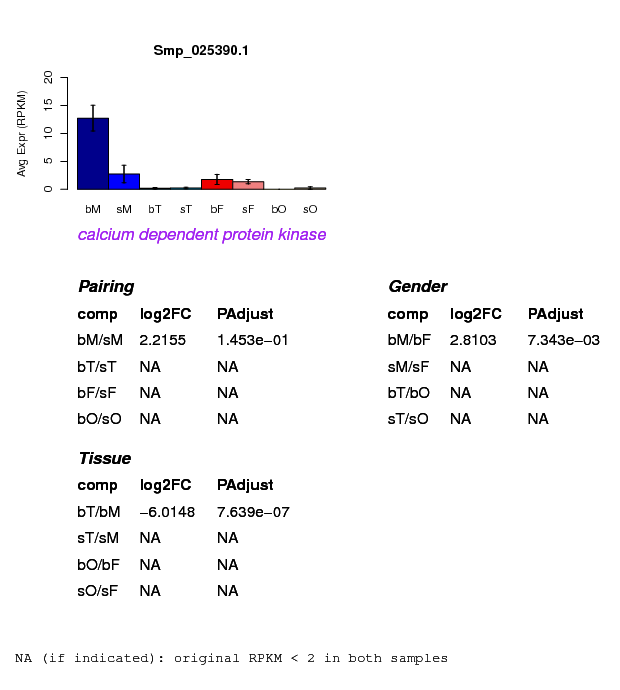 Smp_025390.1
Avg Expr (RPKM)
20
15
10
5
0
bM sM bT sT bF sF bO sO
calcium dependent protein kinase
Pairing
comp log2FC PAdjust
bM/sM 2.2155 1.453e−01
bT/sT NA NA
bF/sF NA NA
bO/sO NA NA
Gender
comp log2FC PAdjust
bM/bF 2.8103 7.343e−03
sM/sF NA NA
bT/bO NA NA
sT/sO NA NA
Tissue
comp log2FC PAdjust
bT/bM −6.0148 7.639e−07
sT/sM NA NA
bO/bF NA NA
sO/sF NA NA
NA (if indicated): original RPKM < 2 in both samples